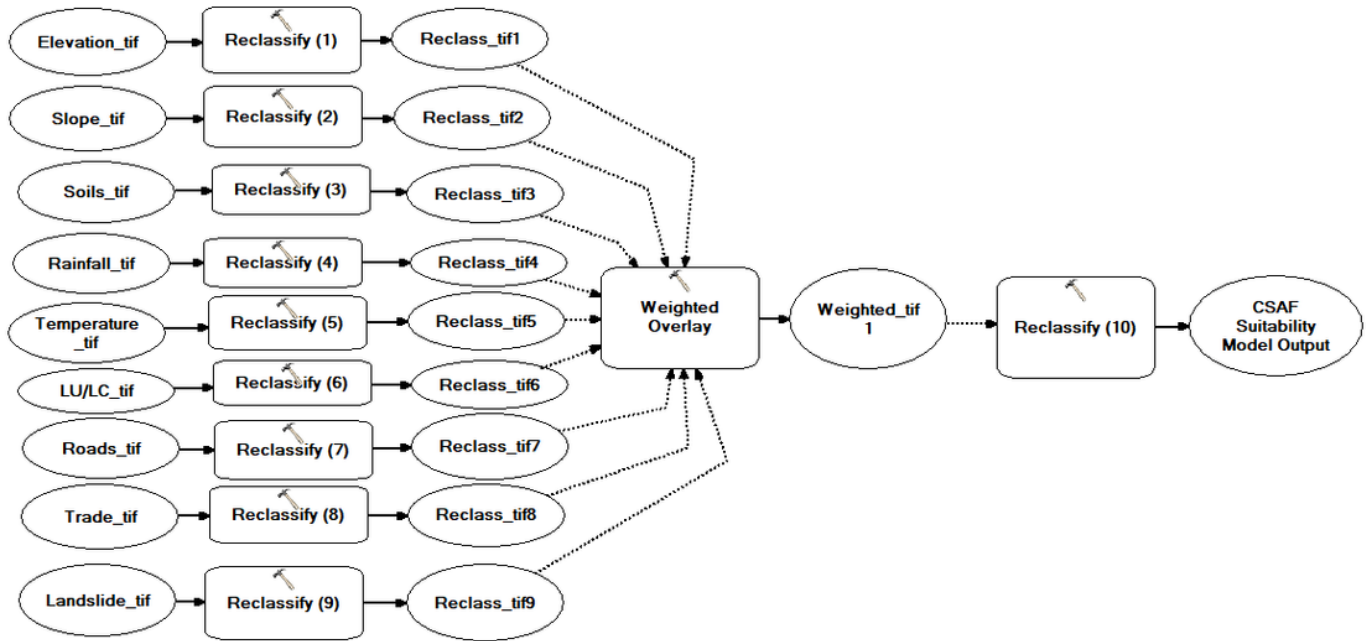 Elevation_tif
Reclassify (1)
Reclass_tif1
Slope_tif
Reclassify (2)
Reclass_tif2
Soils_tif
Reclassify (3)
Reclass_tif3
Rainfall_tif
Reclassify (4)
Reclass_tif4
Temperature
_tif
Reclassify (5)
Reclass_tif5
LU/LC_tif
Reclassify (6)
Reclass_tif6
Roads_tif
Reclassify (7)
Reclass_tif7
Trade_tif
Reclassify (8)
Reclass_tif8
Landslide_tif
Reclassify (9)
Reclass_tif9
Weighted
Overlay
Weighted_tif
1
Reclassify (10)
CSAF
Suitability
Model Output